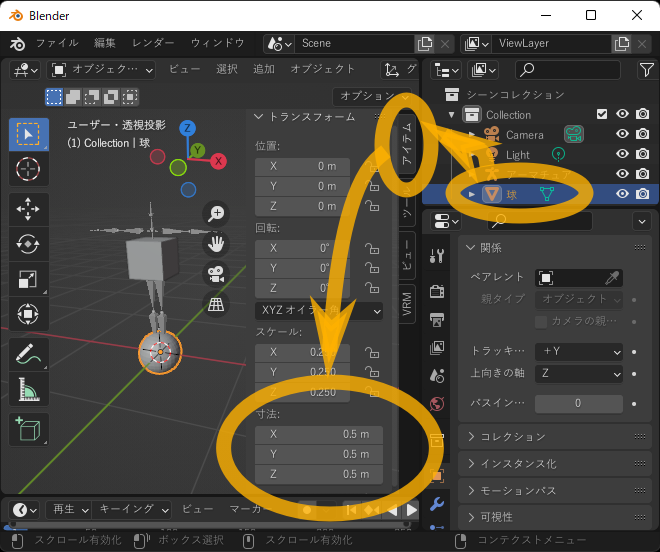 Blender
ファイル 編集 レンダー ウィンドウ Scene ViewLayer
オブジェクト… ビュー 選択 追加 オブジェクト グ
オプション
シーンコレクション
Collection
Camera
Light
アーマチュア
球
ユーザー・透視投影
(1) Collection | 球
Z
Y
X
トランスフォーム
位置:
X 0 m
Y 0 m
Z 0 m
回転:
X 0°
Y 0°
Z 0°
XYZ オイラー角
スケール:
X 0.250
Y 0.250
Z 0.250
寸法:
X 0.5 m
Y 0.5 m
Z 0.5 m
アイテム
ツール
ビュー
VRM
関係
ペアレント
親タイプ オブジェクト
カメラの親…
トラッキ… +Y
上向きの軸 Z
パスイン… 0
コレクション
インスタンス化
モーションパス
可視性
再生 キーイング ビュー マーカー
スクロール有効化 ボックス選択 スクロール有効化 コンテクストメニュー